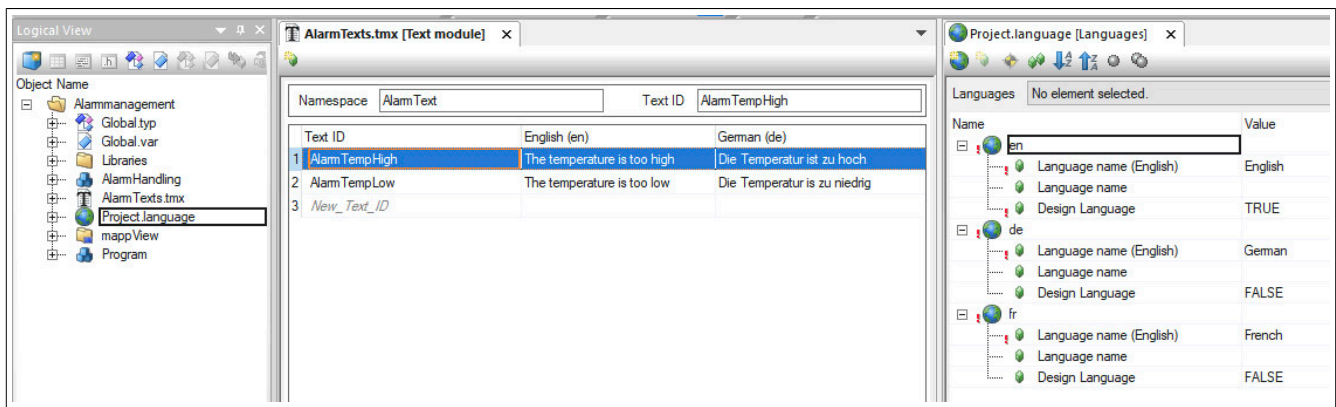 Logical View
Object Name
Alammanagement
Global.typ
Global.var
Libraries
AlarmHandling
AlarmTexts.tmx
Project.language
mappView
Program
AlarmTexts.tmx [Text module]
Namespace AlarmText Text ID AlarmTempHigh
Text ID English (en) German (de)
1 AlarmTempHigh The temperature is too high Die Temperatur ist zu hoch
2 AlarmTempLow The temperature is too low Die Temperatur is zu niedrig
3 New_Text_ID
Project.language [Languages]
Languages No element selected.
Name Value
en
Language name (English) English
Language name
Design Language TRUE
de
Language name (English) German
Language name
Design Language FALSE
fr
Language name (English) French
Language name
Design Language FALSE